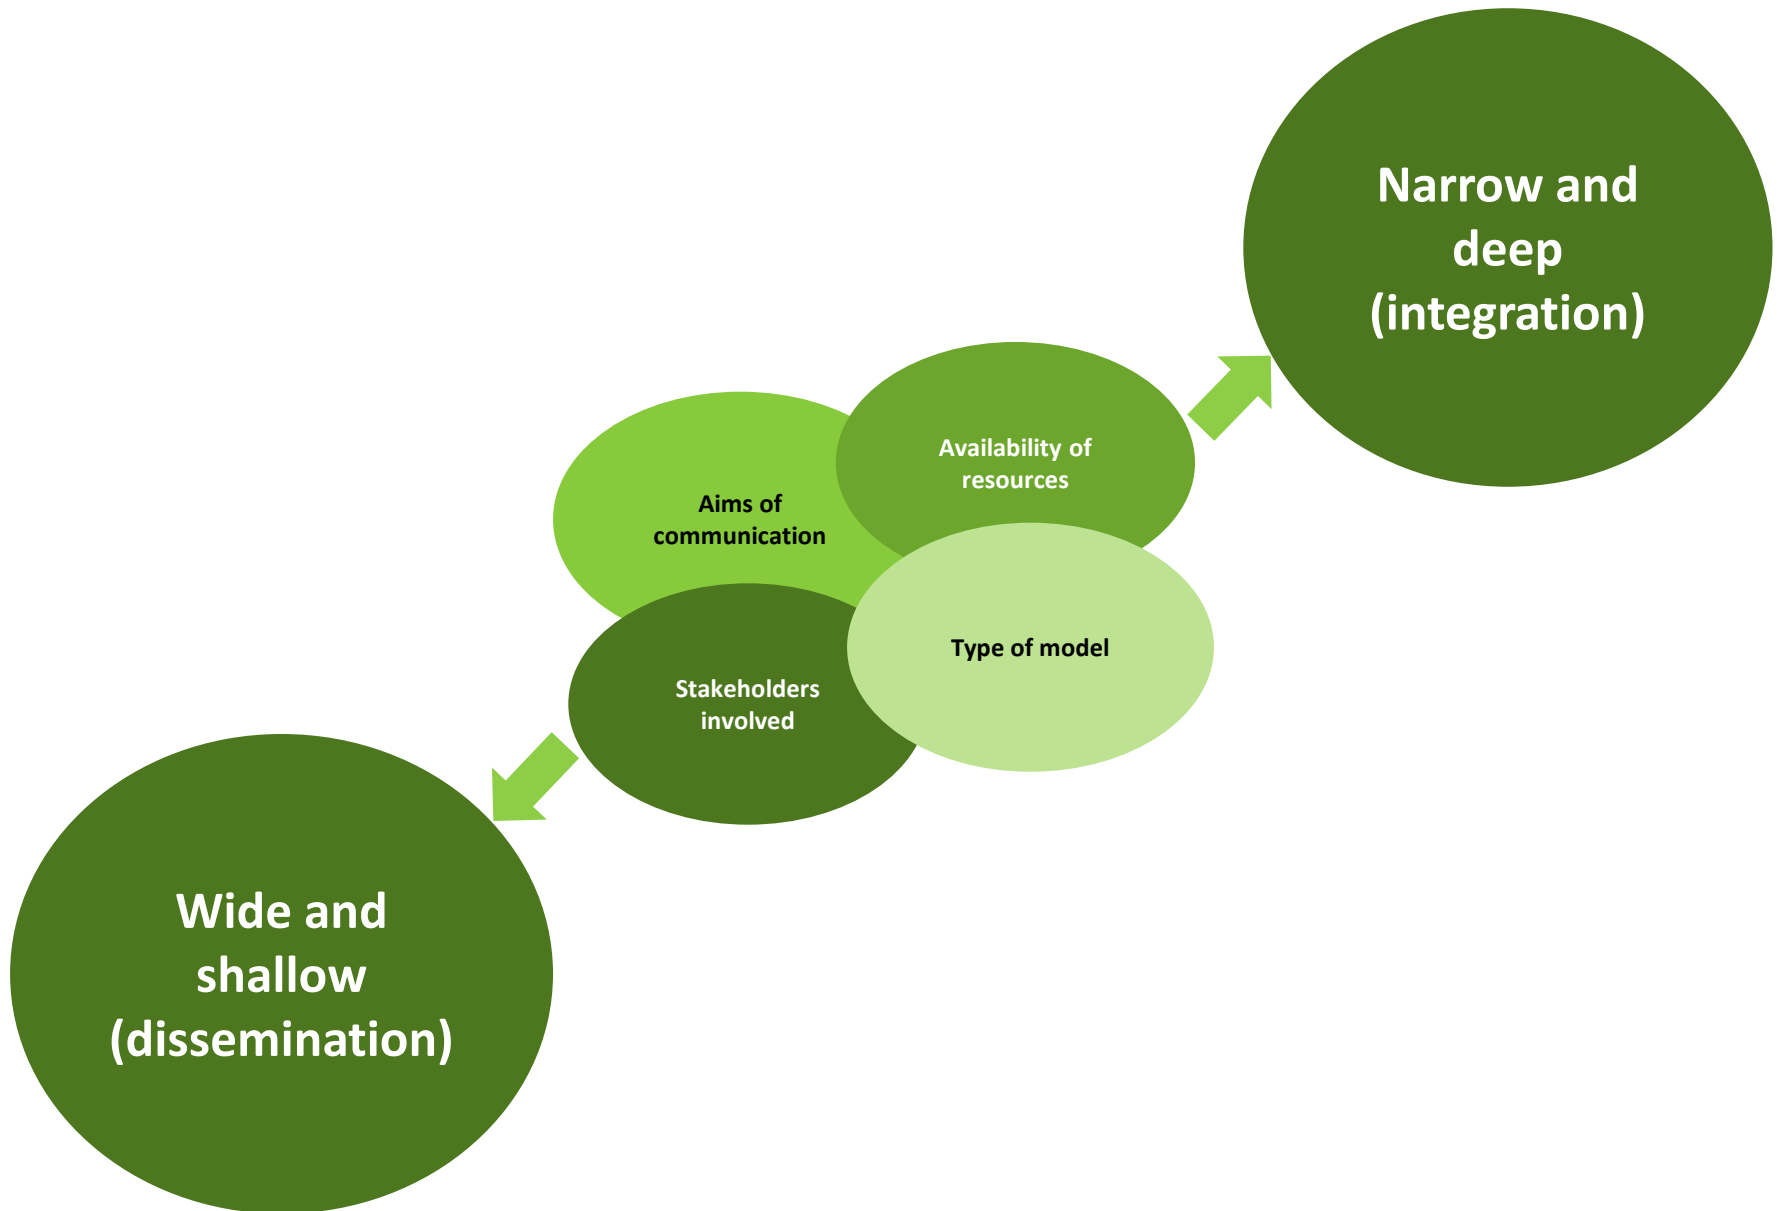 Narrow and
deep
(integration)
Availability of
resources
Aims of
communication
Type of model
Stakeholders
involved
Wide and
shallow
(dissemination)